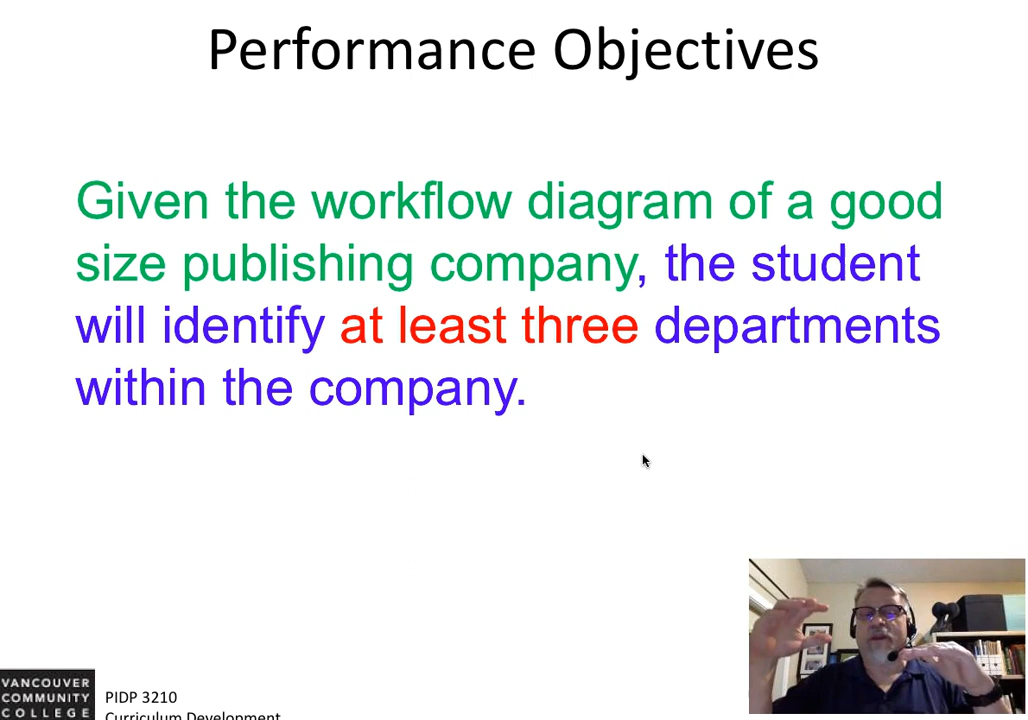 Performance Objectives
Given the workflow diagram of a good
size publishing company, the student
will identify at least three departments
within the company.
VANCOUVER
COMMUNITY
COLLEGE
PIDP 3210
Curriculum Development